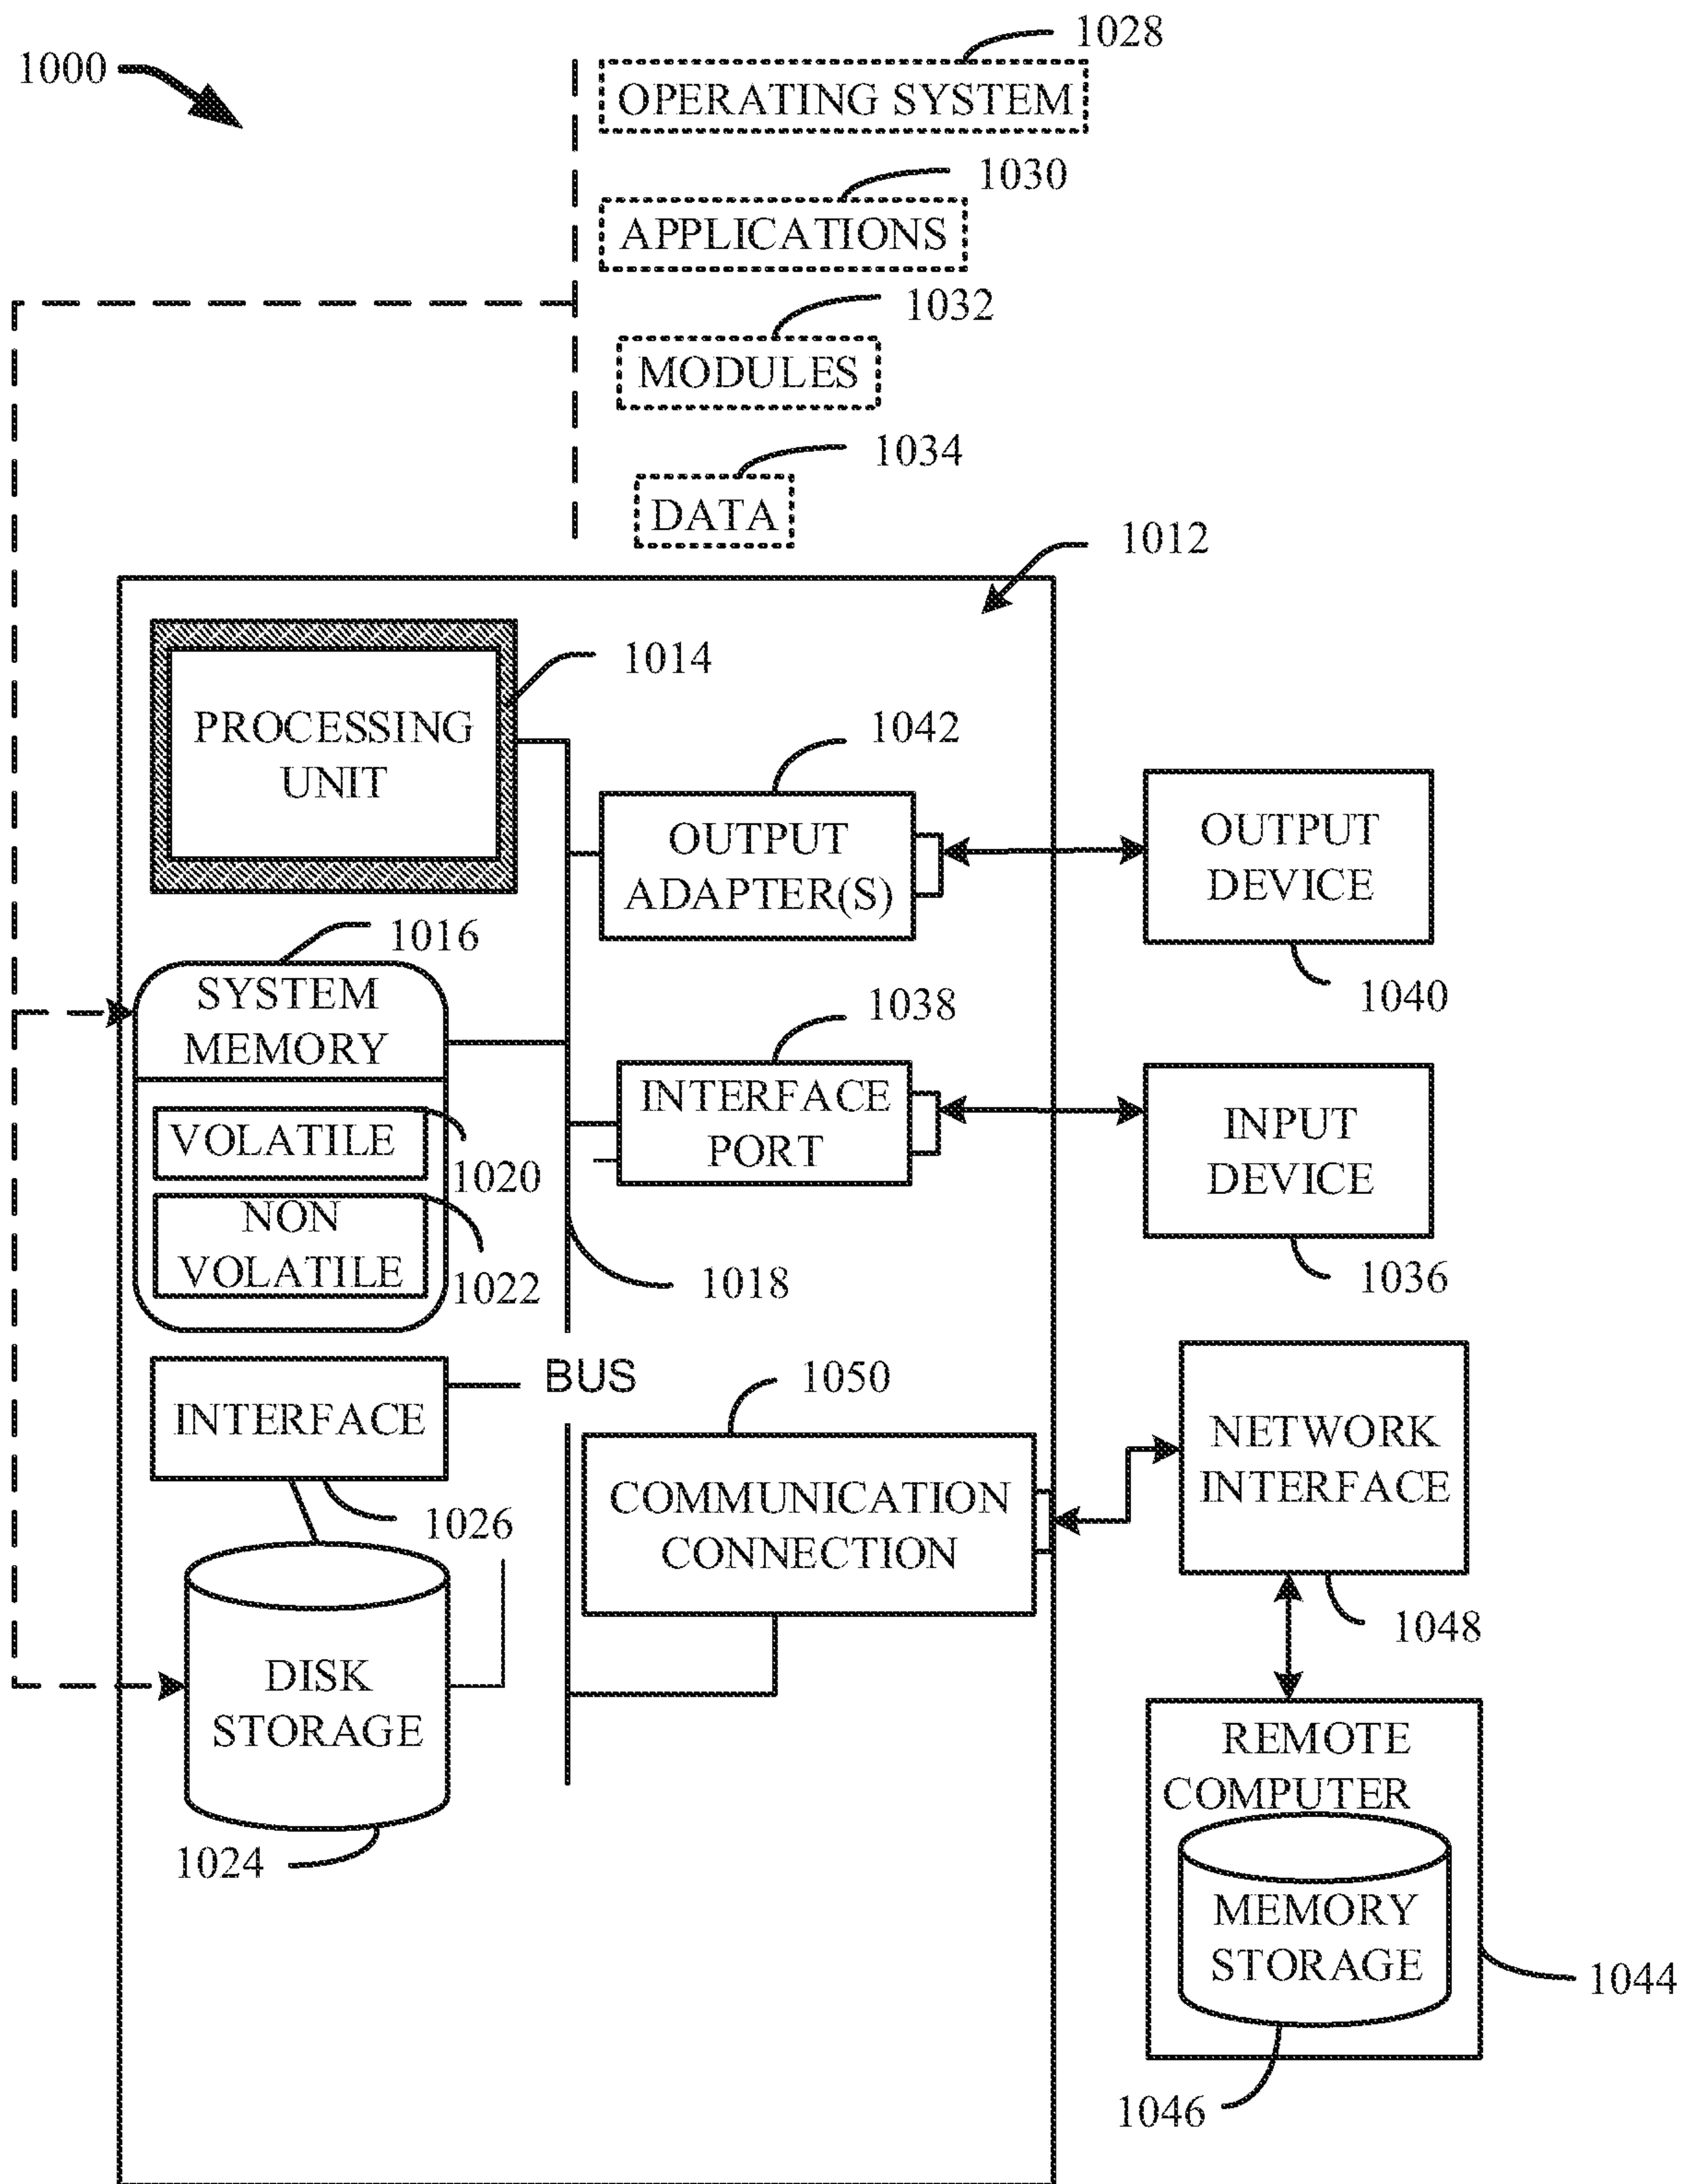 1028
1000
OPERATING SYSTEM
1030
APPLICATIONS
1032
MODULES
1034
DATA
1012
1014
PROCESSING
UNIT
1042
OUTPUT
ADAPTER(S)
OUTPUT
DEVICE
1040
1016
SYSTEM
MEMORY
1038
INTERFACE
PORT
INPUT
DEVICE
1036
VOLATILE
1020
NON
VOLATILE
1022
1018
BUS
INTERFACE
1026
1050
COMMUNICATION
CONNECTION
NETWORK
INTERFACE
1048
DISK
STORAGE
1024
REMOTE
COMPUTER
MEMORY
STORAGE
1044
1046